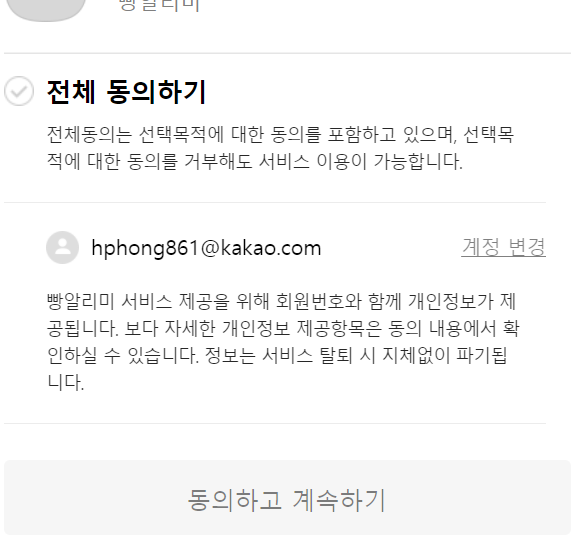 빵알리미
전체 동의하기
전체동의는 선택목적에 대한 동의를 포함하고 있으며, 선택목
적에 대한 동의를 거부해도 서비스 이용이 가능합니다.
hphong861@kakao.com
계정 변경
빵알리미 서비스 제공을 위해 회원번호와 함께 개인정보가 제
공됩니다. 보다 자세한 개인정보 제공항목은 동의 내용에서 확
인하실 수 있습니다. 정보는 서비스 탈퇴 시 지체없이 파기됩
니다.
동의하고 계속하기